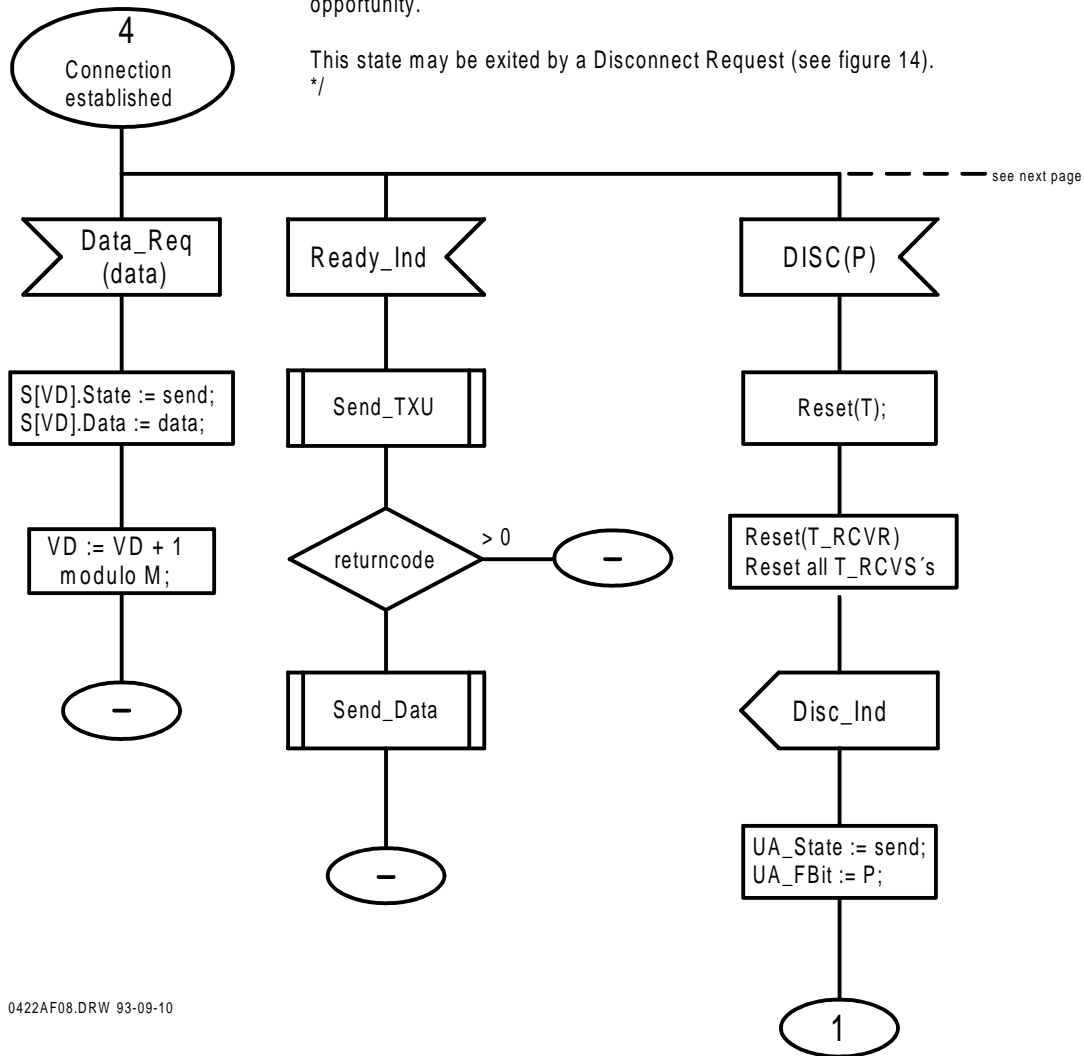 opportunity.
This state may be exited by a Disconnect Request (see figure 14).
*/
4
Connection
established
see next page
Data_Req
(data)
Ready_Ind
DISC(P)
S[VD].State := send;
S[VD].Data := data;
Send_TXU
Reset(T);
VD := VD + 1
modulo M;
returncode
> 0
–
Reset(T_RCVR)
Reset all T_RCVS´s
–
Send_Data
Disc_Ind
–
UA_State := send;
UA_FBit := P;
1
0422AF08.DRW 93-09-10